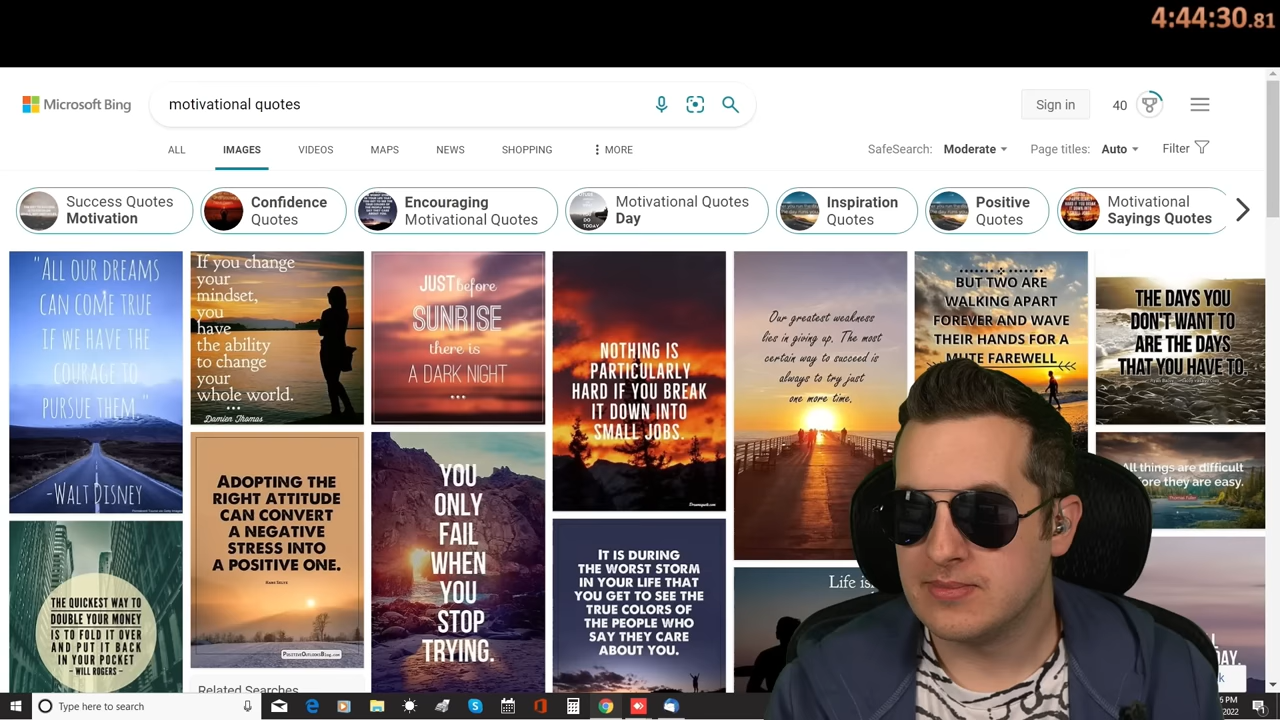 4:44:30.81
Microsoft Bing
motivational quotes
Sign in
40
ALL
IMAGES
VIDEOS
MAPS
NEWS
SHOPPING
MORE
SafeSearch: Moderate
Page titles: Auto
Filter
Success Quotes
Motivation
Confidence
Quotes
Encouraging
Motivational Quotes
Motivational Quotes
Day
Inspiration
Quotes
Positive
Quotes
Motivational
Sayings Quotes
"ALL OUR DREAMS
CAN COME TRUE
IF WE HAVE THE
COURAGE TO
PURSUE THEM."
-WALT DISNEY
If you change
your
mindset,
you
have
the ability
to change
your
whole world.
Damien Thomas
JUST before
SUNRISE
there is
A DARK NIGHT
NOTHING IS
PARTICULARLY
HARD IF YOU BREAK
IT DOWN INTO
SMALL JOBS.
Our greatest weakness
lies in giving up. The most
certain way to succeed is
always to try just
one more time.
BUT TWO ARE
WALKING APART
FOREVER AND WAVE
THEIR HANDS FOR A
MUTE FAREWELL
THE DAYS YOU
DON'T WANT TO
ARE THE DAYS
THAT YOU HAVE TO.
ADOPTING THE
RIGHT ATTITUDE
CAN CONVERT
A NEGATIVE
STRESS INTO
A POSITIVE ONE.
PositiveOutlooksBlog.com
YOU
ONLY
FAIL
WHEN
YOU
STOP
TRYING.
All things are difficult
fore they are easy.
THE QUICKEST WAY TO
DOUBLE YOUR MONEY
IS TO FOLD IT OVER
AND PUT IT BACK
IN YOUR POCKET
~ WILL ROGERS ~
IT IS DURING
THE WORST STORM
IN YOUR LIFE THAT
YOU GET TO SEE THE
TRUE COLORS OF
THE PEOPLE WHO
SAY THEY CARE
ABOUT YOU.
Life is
Related Searches
Type here to search
PM
2022